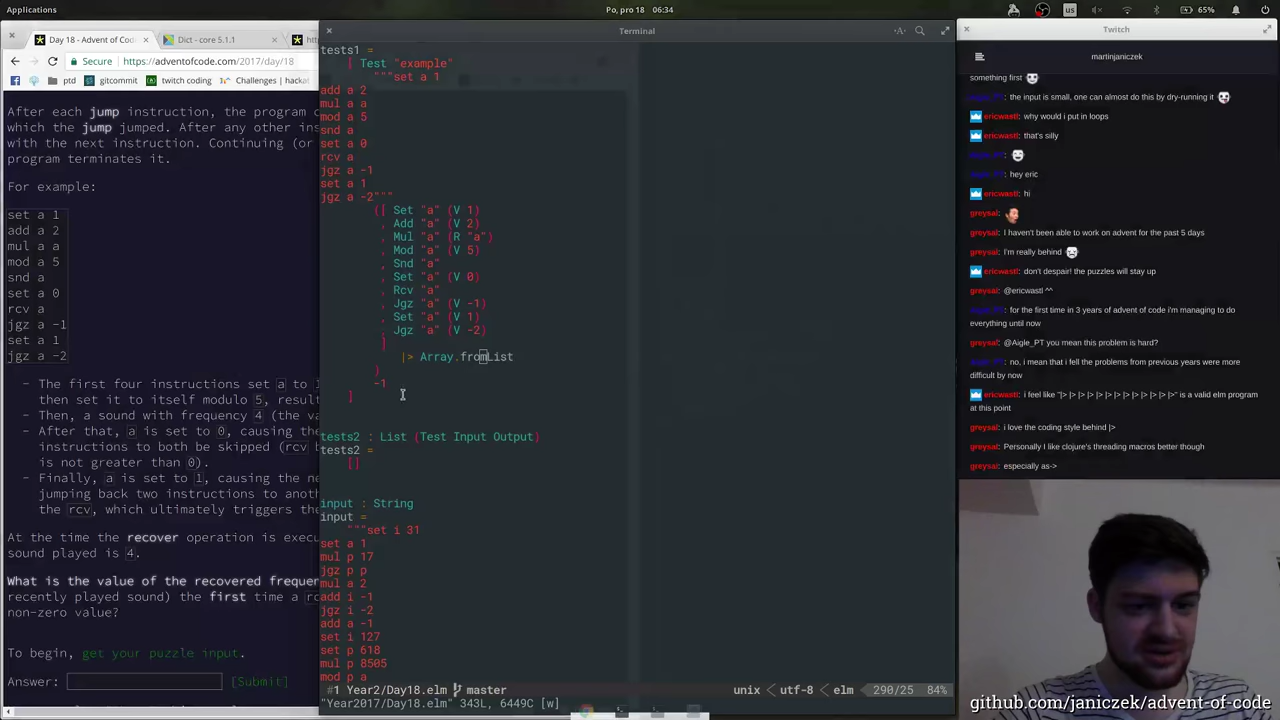 Po, pro 18 06:34
us
65%
Day 18 - Advent of Code
Dict - core 5.1.1
Secure https://adventofcode.com/2017/day/18
ptd gitcommit twitch coding Challenges | hackat
After each jump instruction, the program c
which the jump jumped. After any other ins
with the next instruction. Continuing (or
program terminates it.
For example:
set a 1
add a 2
mul a a
mod a 5
snd a
set a 0
rcv a
jgz a -1
set a 1
jgz a -2
- The first four instructions set a to 1
then set it to itself modulo 5, result
- Then, a sound with frequency 4 (the va
- After that, a is set to 0, causing the
instructions to both be skipped (rcv b
is not greater than 0).
- Finally, a is set to 1, causing the ne
jumping back two instructions to anoth
the rcv, which ultimately triggers the
At the time the recover operation is execu
sound played is 4.
What is the value of the recovered frequen
recently played sound) the first time a rc
non-zero value?
To begin, get your puzzle input.
Answer: [Submit]
Terminal
tests1 =
[ Test "example"
"""set a 1
add a 2
mul a a
mod a 5
snd a
set a 0
rcv a
jgz a -1
set a 1
jgz a -2"""
([ Set "a" (V 1)
, Add "a" (V 2)
, Mul "a" (R "a")
, Mod "a" (V 5)
, Snd "a"
, Set "a" (V 0)
, Rcv "a"
, Jgz "a" (V -1)
, Set "a" (V 1)
, Jgz "a" (V -2)
]
|> Array.fromList
)
-1
]
tests2 : List (Test Input Output)
tests2 =
[]
input : String
input =
"""set i 31
set a 1
mul p 17
jgz p p
mul a 2
add i -1
jgz i -2
add a -1
set i 127
set p 618
mul p 8505
mod p a
#1 Year2/Day18.elm master unix < utf-8 < elm 290/25 84%
"Year2017/Day18.elm" 343L, 6449C [w]
Twitch
martinjaniczek
something first
the input is small, one can almost do this by dry-running it
ericwastl: why would i put in loops
ericwastl: that's silly
hey eric
ericwastl: hi
greysal:
greysal: I haven't been able to work on advent for the past 5 days
greysal: I'm really behind
ericwastl: don't despair! the puzzles will stay up
greysal: @ericwastl ^^
for the first time in 3 years of advent of code i'm managing to do
everything until now
greysal: @Aigle_PT you mean this problem is hard?
no, i mean that i fell the problems from previous years were more
difficult by now
ericwastl: i feel like "|> |> |> |> |> |> |> |> |> |> |> |>" is a valid elm program
at this point
greysal: i love the coding style behind |>
greysal: Personally I like clojure's threading macros better though
greysal: especially as->
github.com/janiczek/advent-of-code